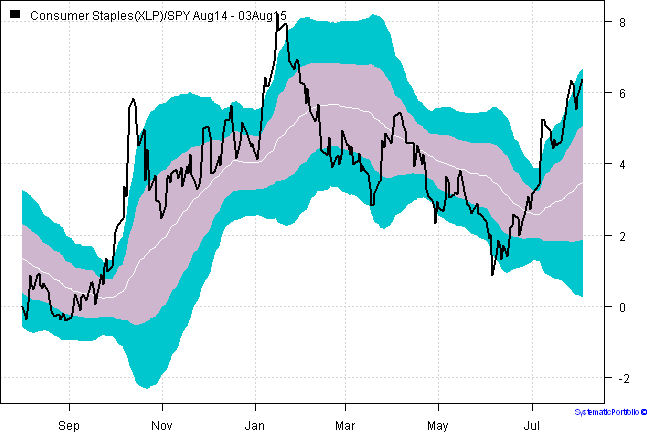 Consumer Staples(XLP)/SPY Aug14 - 03Aug15
8
6
4
2
0
-2
Sep Nov Jan Mar May Jul
SystematicPortfolio ©